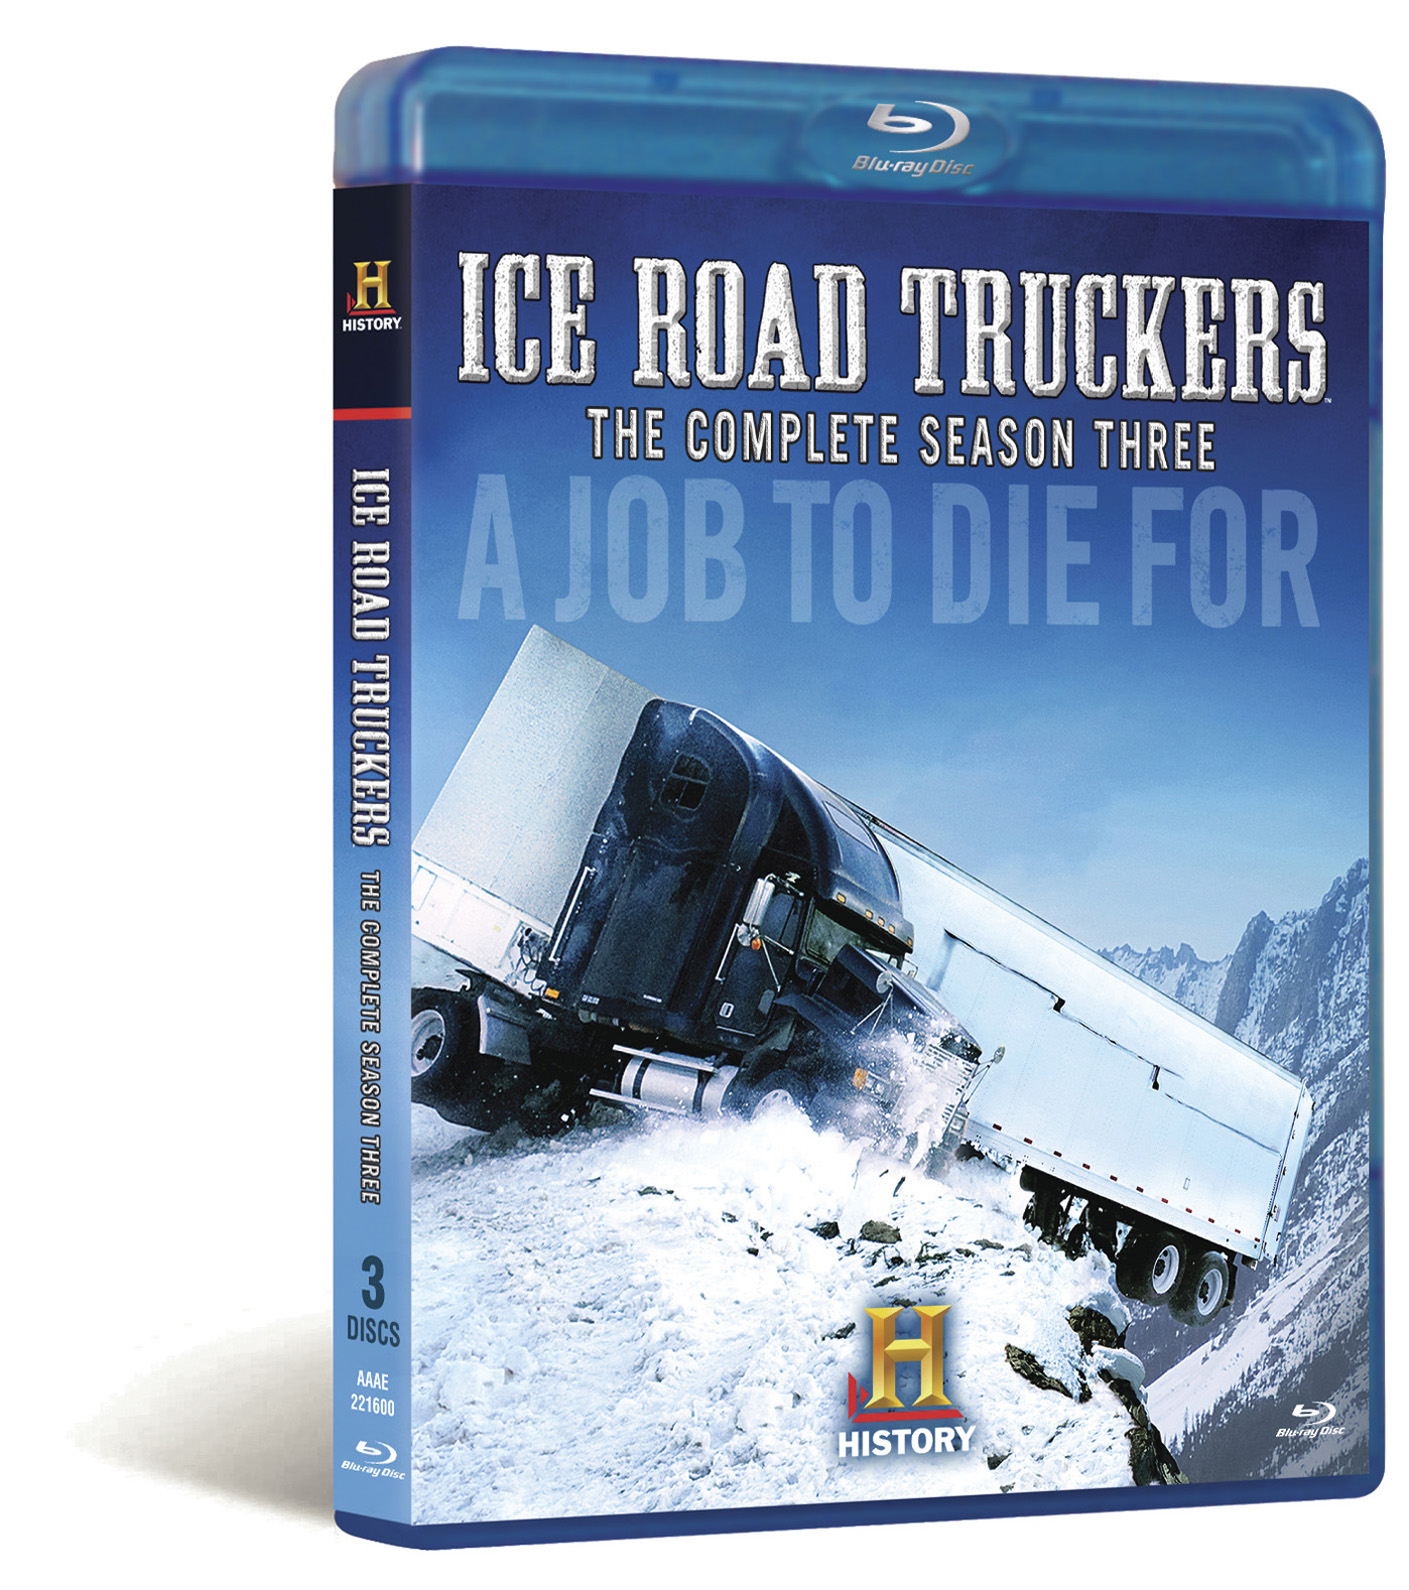 Blu-ray Disc
ICE ROAD TRUCKERS™
THE COMPLETE SEASON THREE
A JOB TO DIE FOR
H
HISTORY
Blu-ray Disc
H
HISTORY
ICE ROAD TRUCKERS
THE COMPLETE SEASON THREE
3
DISCS
AAAE
221600
Blu-ray Disc